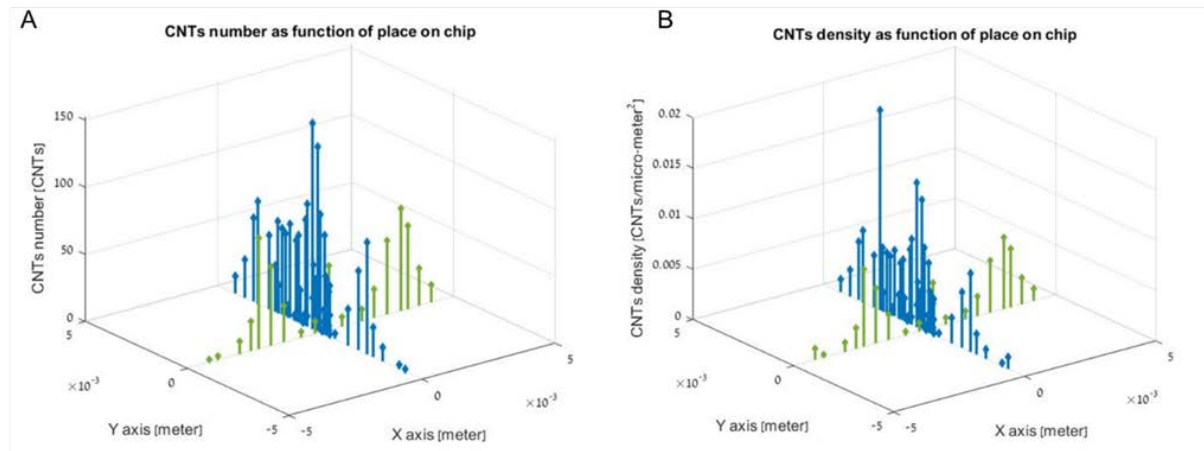 A
CNTs number as function of place on chip
CNTs number [CNTs]
150
100
50
0
5
×10⁻³
0
-5
Y axis [meter]
-5
0
5
×10⁻³
X axis [meter]
B
CNTs density as function of place on chip
CNTs density [CNTs/micro-meter²]
0.02
0.015
0.01
0.005
0
5
×10⁻³
0
-5
Y axis [meter]
-5
0
5
×10⁻³
X axis [meter]